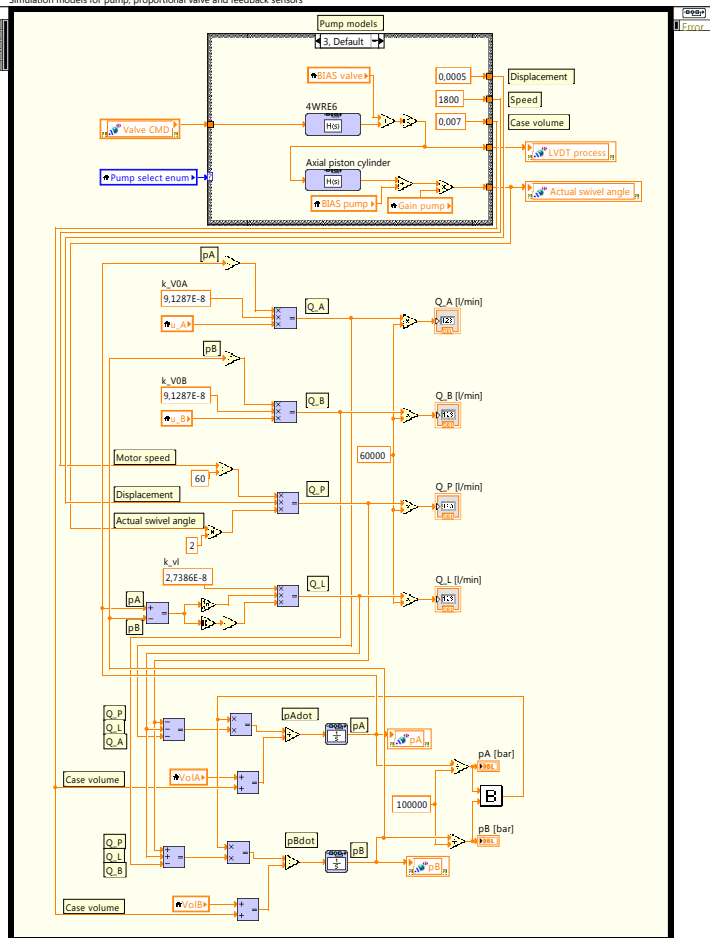 Simulation models for pump, proportional valve and feedback sensors
Error
Pump models
3, Default
BIAS valve
0,0005
Displacement
1800
Speed
4WRE6
0,007
Case volume
Valve CMD
H(s)
LVDT process
Axial piston cylinder
Pump select enum
H(s)
Actual swivel angle
BIAS pump
Gain pump
pA
k_V0A
9,1287E-8
Q_A
Q_A [l/min]
u_A
pB
k_V0B
9,1287E-8
Q_B
Q_B [l/min]
u_B
Motor speed
60000
60
Q_P
Q_P [l/min]
Displacement
Actual swivel angle
2
k_vl
2,7386E-8
Q_L
Q_L [l/min]
pA
pB
Q_P
Q_L
Q_A
pAdot
pA
pA
pA [bar]
Case volume
VolA
100000
B
pB [bar]
Q_P
Q_L
Q_B
pBdot
pB
pB
Case volume
VolB